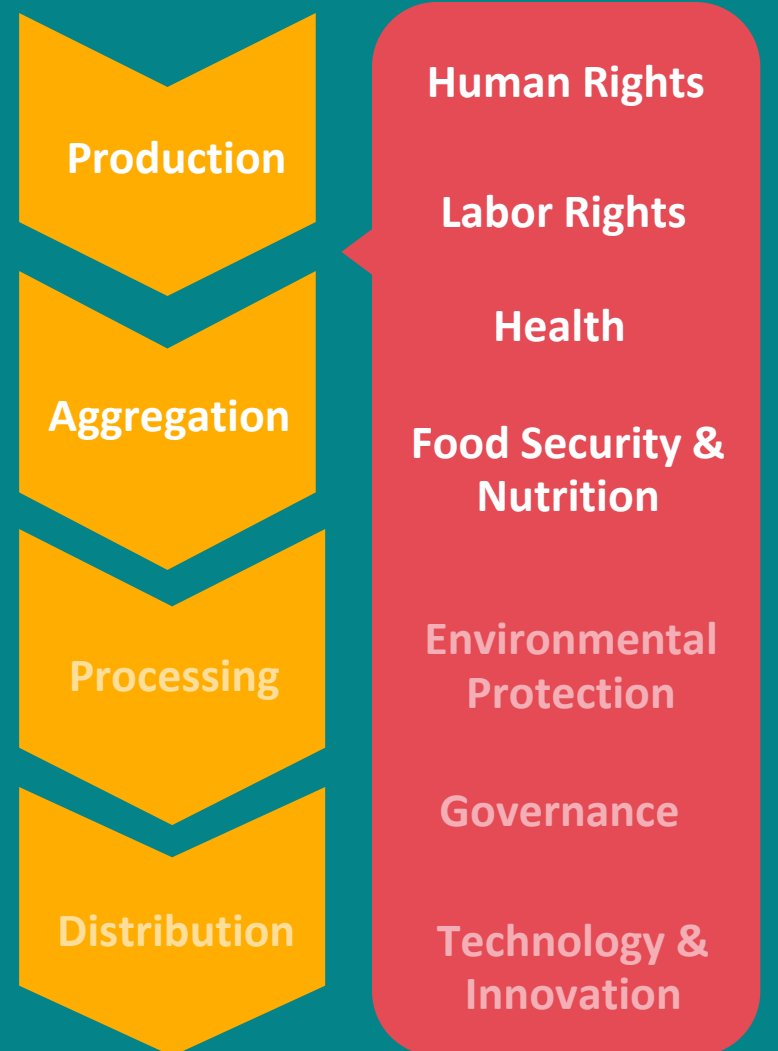 Production
Aggregation
Processing
Distribution
Human Rights
Labor Rights
Health
Food Security &
Nutrition
Environmental
Protection
Governance
Technology &
Innovation